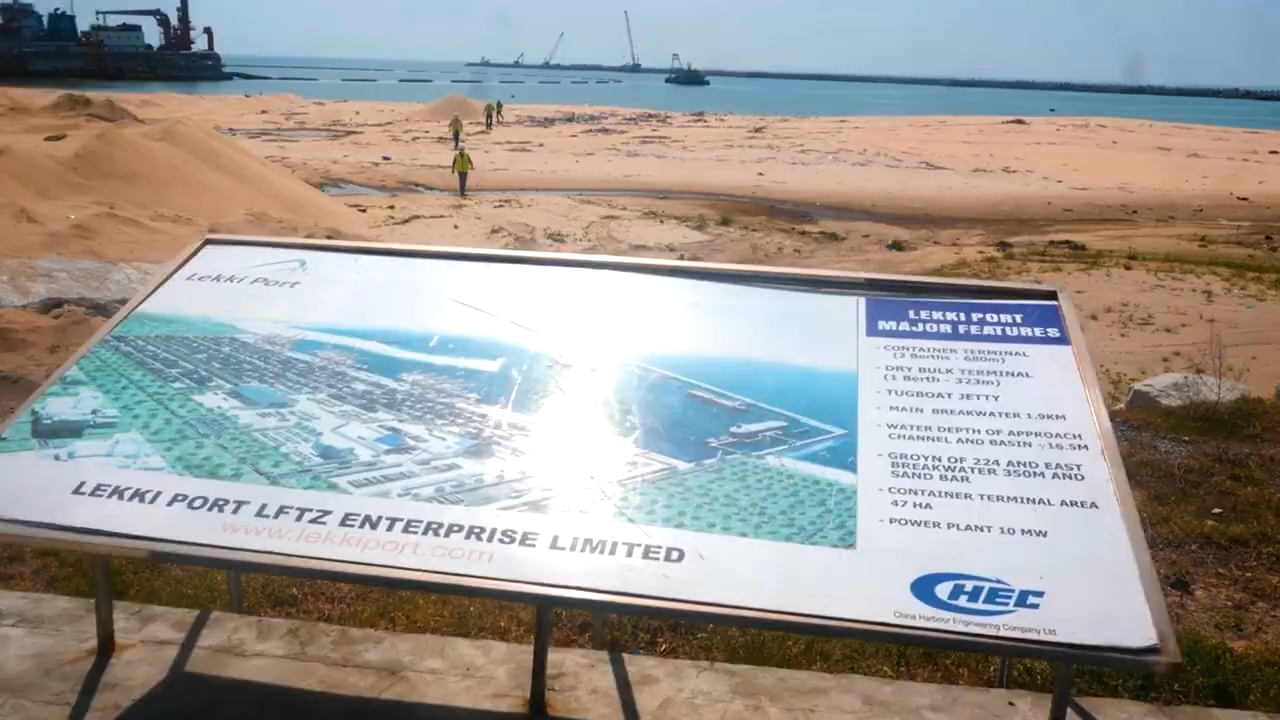 Lekki Port
LEKKI PORT
MAJOR FEATURES
- CONTAINER TERMINAL
(2 Berths - 680m)
- DRY BULK TERMINAL
(1 Berth - 323m)
- TUGBOAT JETTY
- MAIN BREAKWATER 1.9KM
- WATER DEPTH OF APPROACH
CHANNEL AND BASIN -16.5M
- GROYN OF 224 AND EAST
BREAKWATER 350M AND
SAND BAR
- CONTAINER TERMINAL AREA
47 HA
- POWER PLANT 10 MW
LEKKI PORT LFTZ ENTERPRISE LIMITED
www.lekkiport.com
CHEC
China Harbour Engineering Company Ltd.